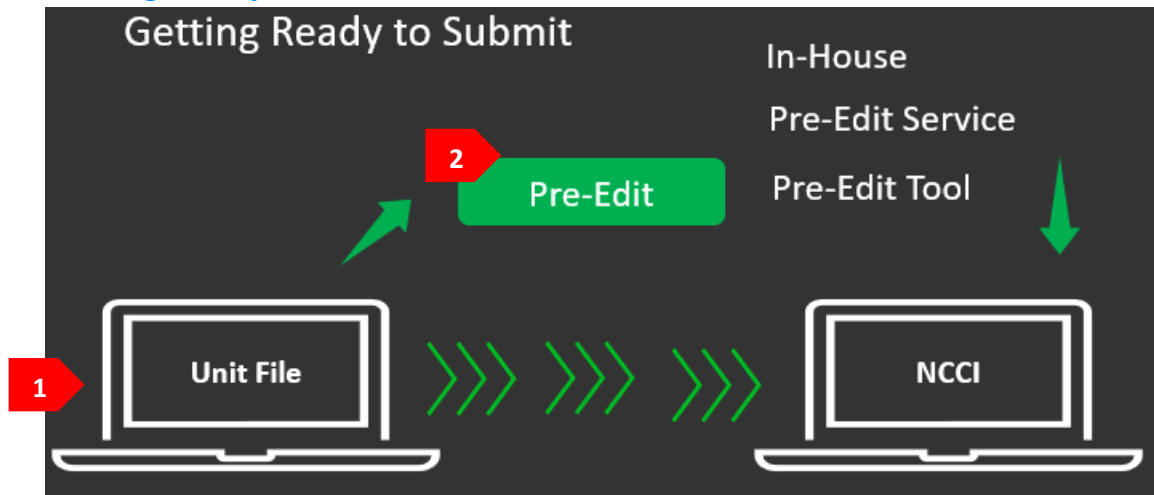 Getting Ready to Submit
In-House
Pre-Edit Service
2
Pre-Edit
Pre-Edit Tool
1
Unit File
NCCI